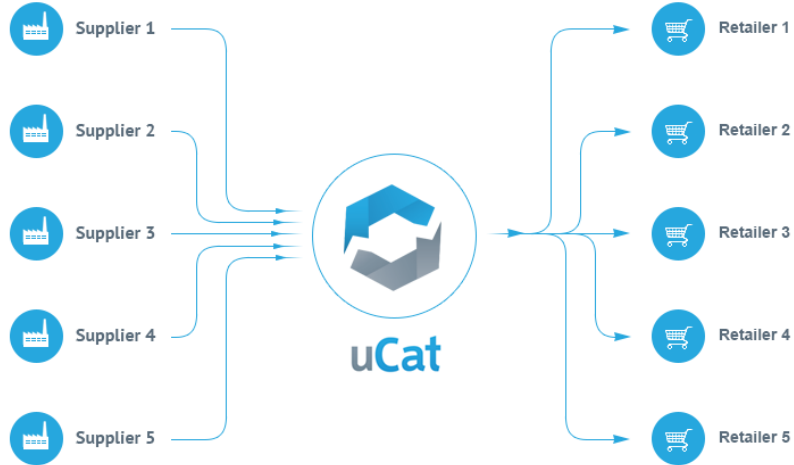 Supplier 1
Retailer 1
Supplier 2
Retailer 2
Supplier 3
Retailer 3
Supplier 4
Retailer 4
uCat
Supplier 5
Retailer 5